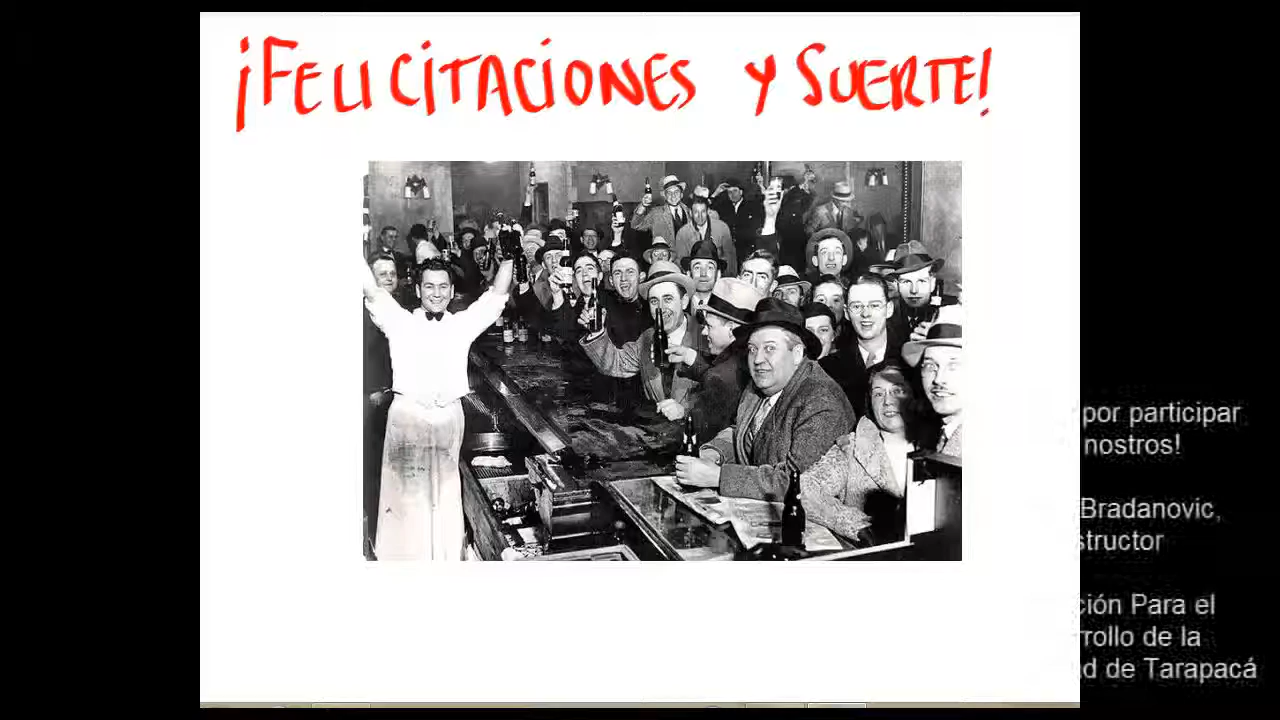 ¡FELICITACIONES Y SUERTE!
por participar
nostros!
Bradanovic,
structor
ción Para el
rrollo de la
d de Tarapacá